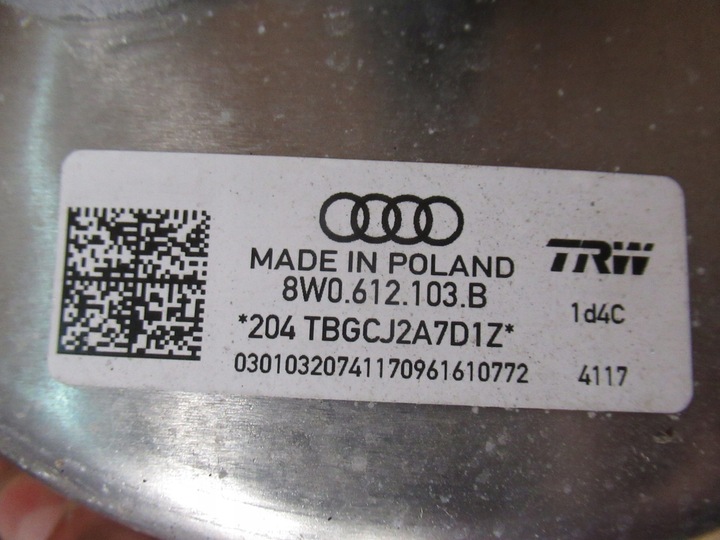 MADE IN POLAND
8W0.612.103.B
*204 TBGCJ2A7D1Z*
03010320741170961610772
TRW
1d4C
4117